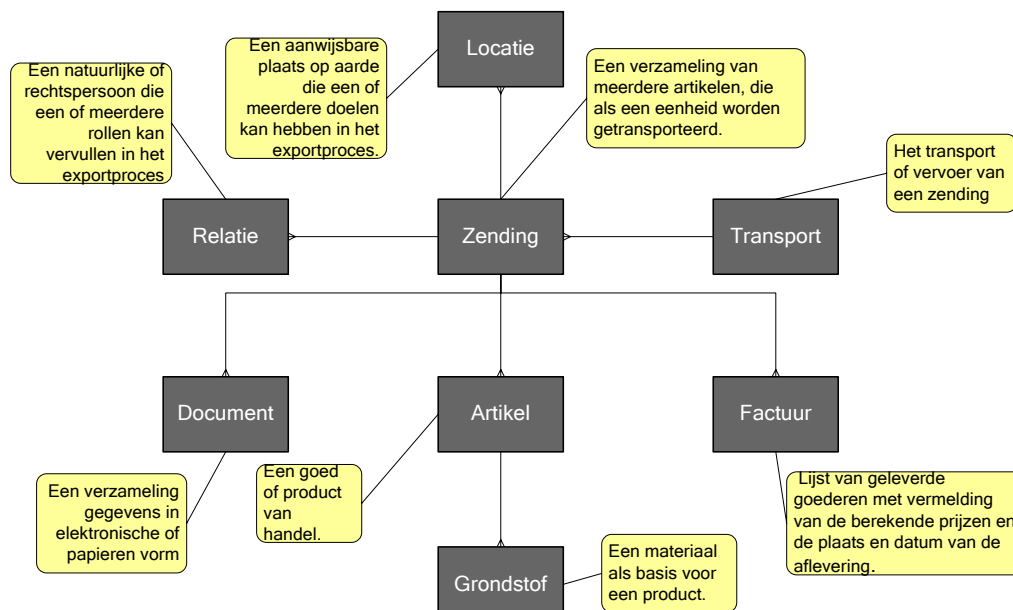 Locatie
Een aanwijsbare
plaats op aarde
die een of
meerdere doelen
kan hebben in het
exportproces.
Een natuurlijke of
rechtspersoon die
een of meerdere
rollen kan
vervullen in het
exportproces
Een verzameling van
meerdere artikelen, die
als een eenheid worden
getransporteerd.
Het transport
of vervoer van
een zending
Relatie
Zending
Transport
Document
Artikel
Factuur
Een verzameling
gegevens in
elektronische of
papieren vorm
Een goed
of product
van
handel.
Lijst van geleverde
goederen met vermelding
van de berekende prijzen en
de plaats en datum van de
aflevering.
Grondstof
Een materiaal
als basis voor
een product.